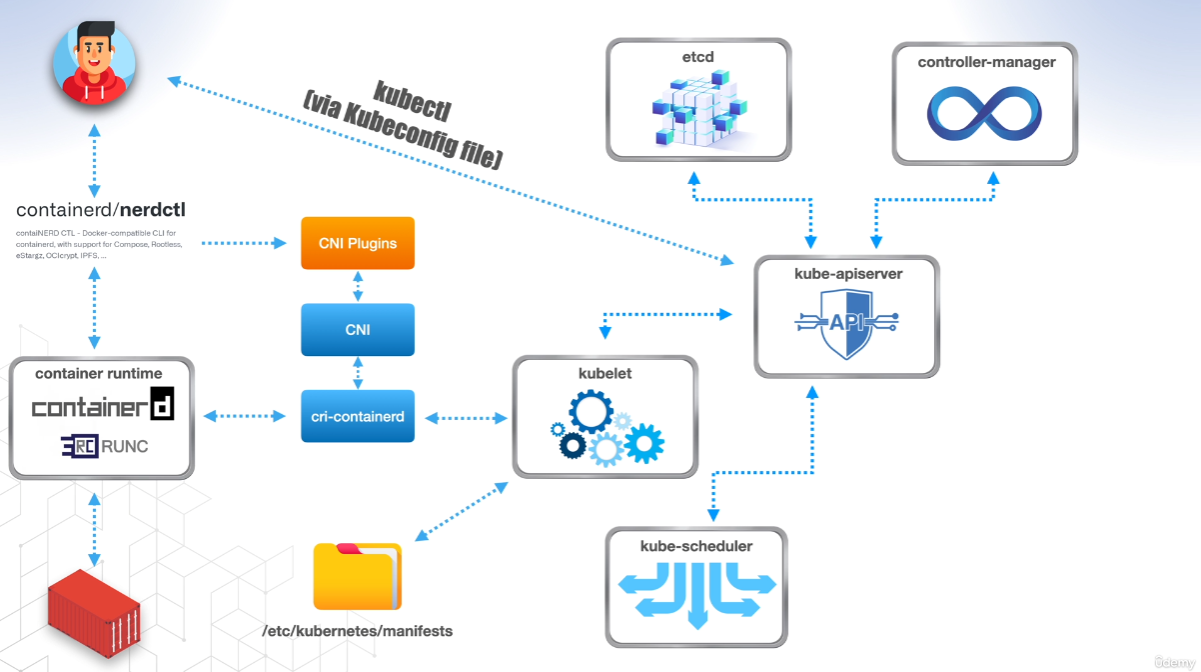 kubectl
(via Kubeconfig file)
etcd
controller-manager
containerd/nerdctl
contaiNERD CTL - Docker-compatible CLI for
containerd, with support for Compose, Rootless,
eStargz, OCIcrypt, IPFS, ...
CNI Plugins
CNI
cri-containerd
kube-apiserver
API
container runtime
containerd
RC RUNC
kubelet
kube-scheduler
/etc/kubernetes/manifests
ûdemy